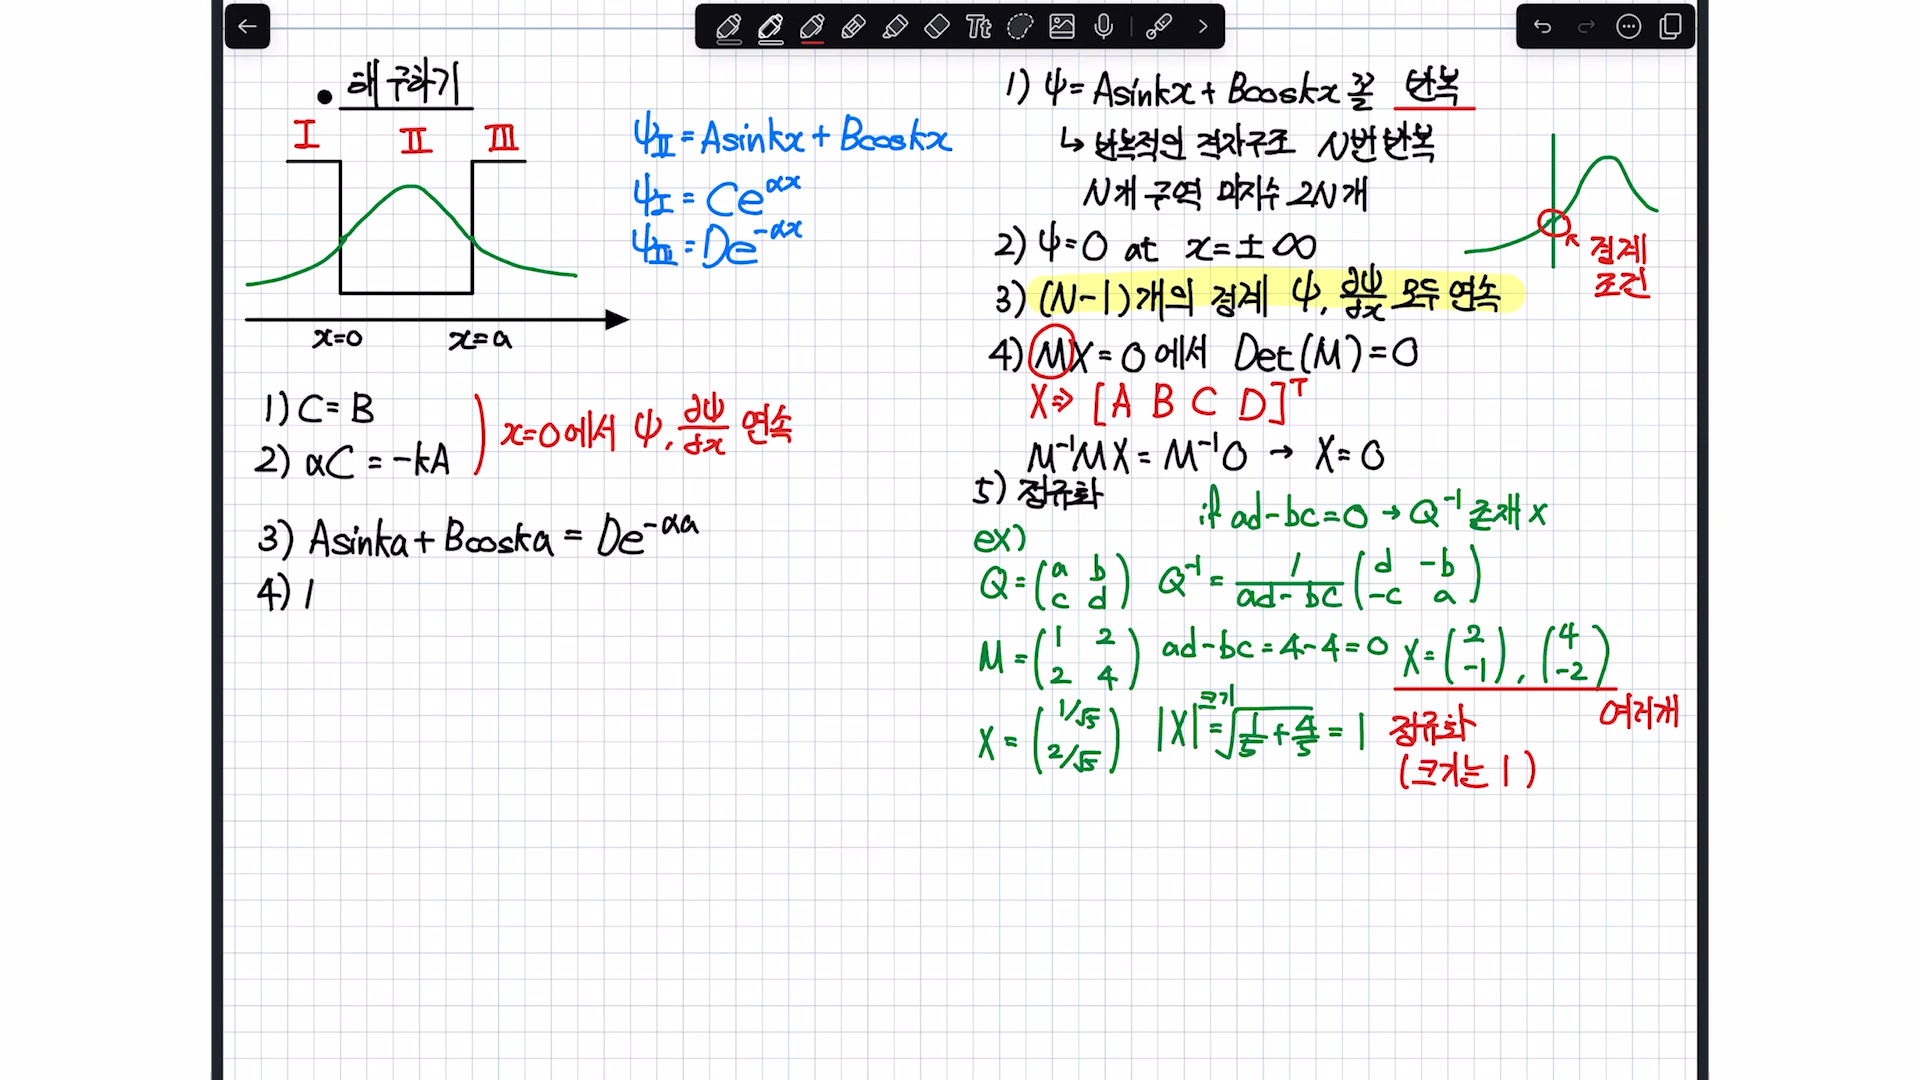 • 해 구하기
I II III
ψII = Asinkx + Bcoskx
ψI = Ce^αx
ψIII = De^-αx
x=0 x=a
1) C = B
2) αC = -kA
x=0에서 ψ, ∂ψ/∂x 연속
3) Asinka + Bcoska = De^-αa
4) 1
1) ψ = Asinkx + Bcoskx 꼴 반복
↳ 반복적인 격자구조 N번 반복
N개 구역 미지수 2N개
2) ψ=0 at x=±∞
3) (N-1)개의 경계 ψ, ∂ψ/∂x 모두 연속
경계
조건
4) MX = 0에서 Det(M) = 0
X ⇒ [A B C D]^T
M^-1MX = M^-1O → X = 0
5) 정규화
if ad-bc=0 → Q^-1 존재 x
ex)
Q = (a b / c d) Q^-1 = 1/(ad-bc) (d -b / -c a)
M = (1 2 / 2 4) ad-bc=4-4=0 X = (2 / -1), (4 / -2)
여러개
X = (1/√5 / 2/√5) |X| 크기 = √(1/5 + 4/5) = 1
정규화
(크기는 1)
Tt